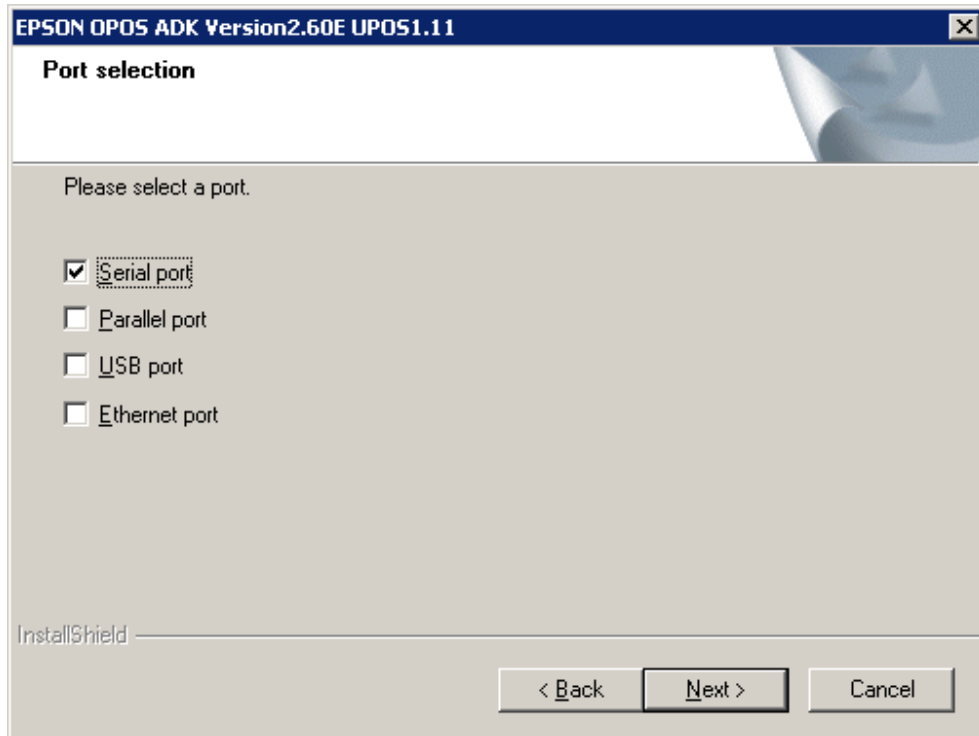 EPSON OPOS ADK Version2.60E UPOS1.11
Port selection
Please select a port.
Serial port
Parallel port
USB port
Ethernet port
InstallShield
< Back
Next >
Cancel